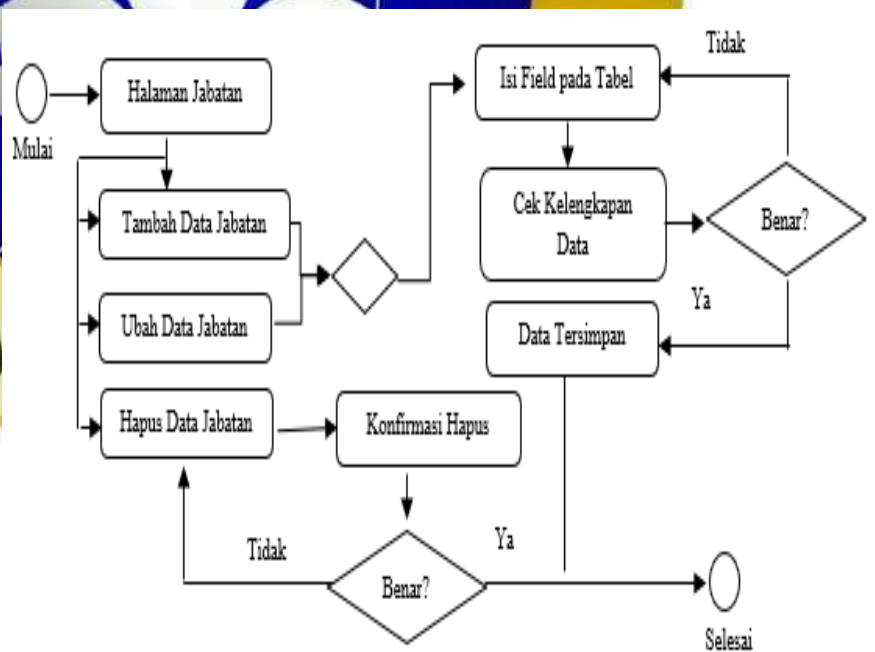 Mulai
Halaman Jabatan
Tambah Data Jabatan
Ubah Data Jabatan
Hapus Data Jabatan
Isi Field pada Tabel
Cek Kelengkapan
Data
Benar?
Tidak
Ya
Data Tersimpan
Konfirmasi Hapus
Benar?
Tidak
Ya
Selesai